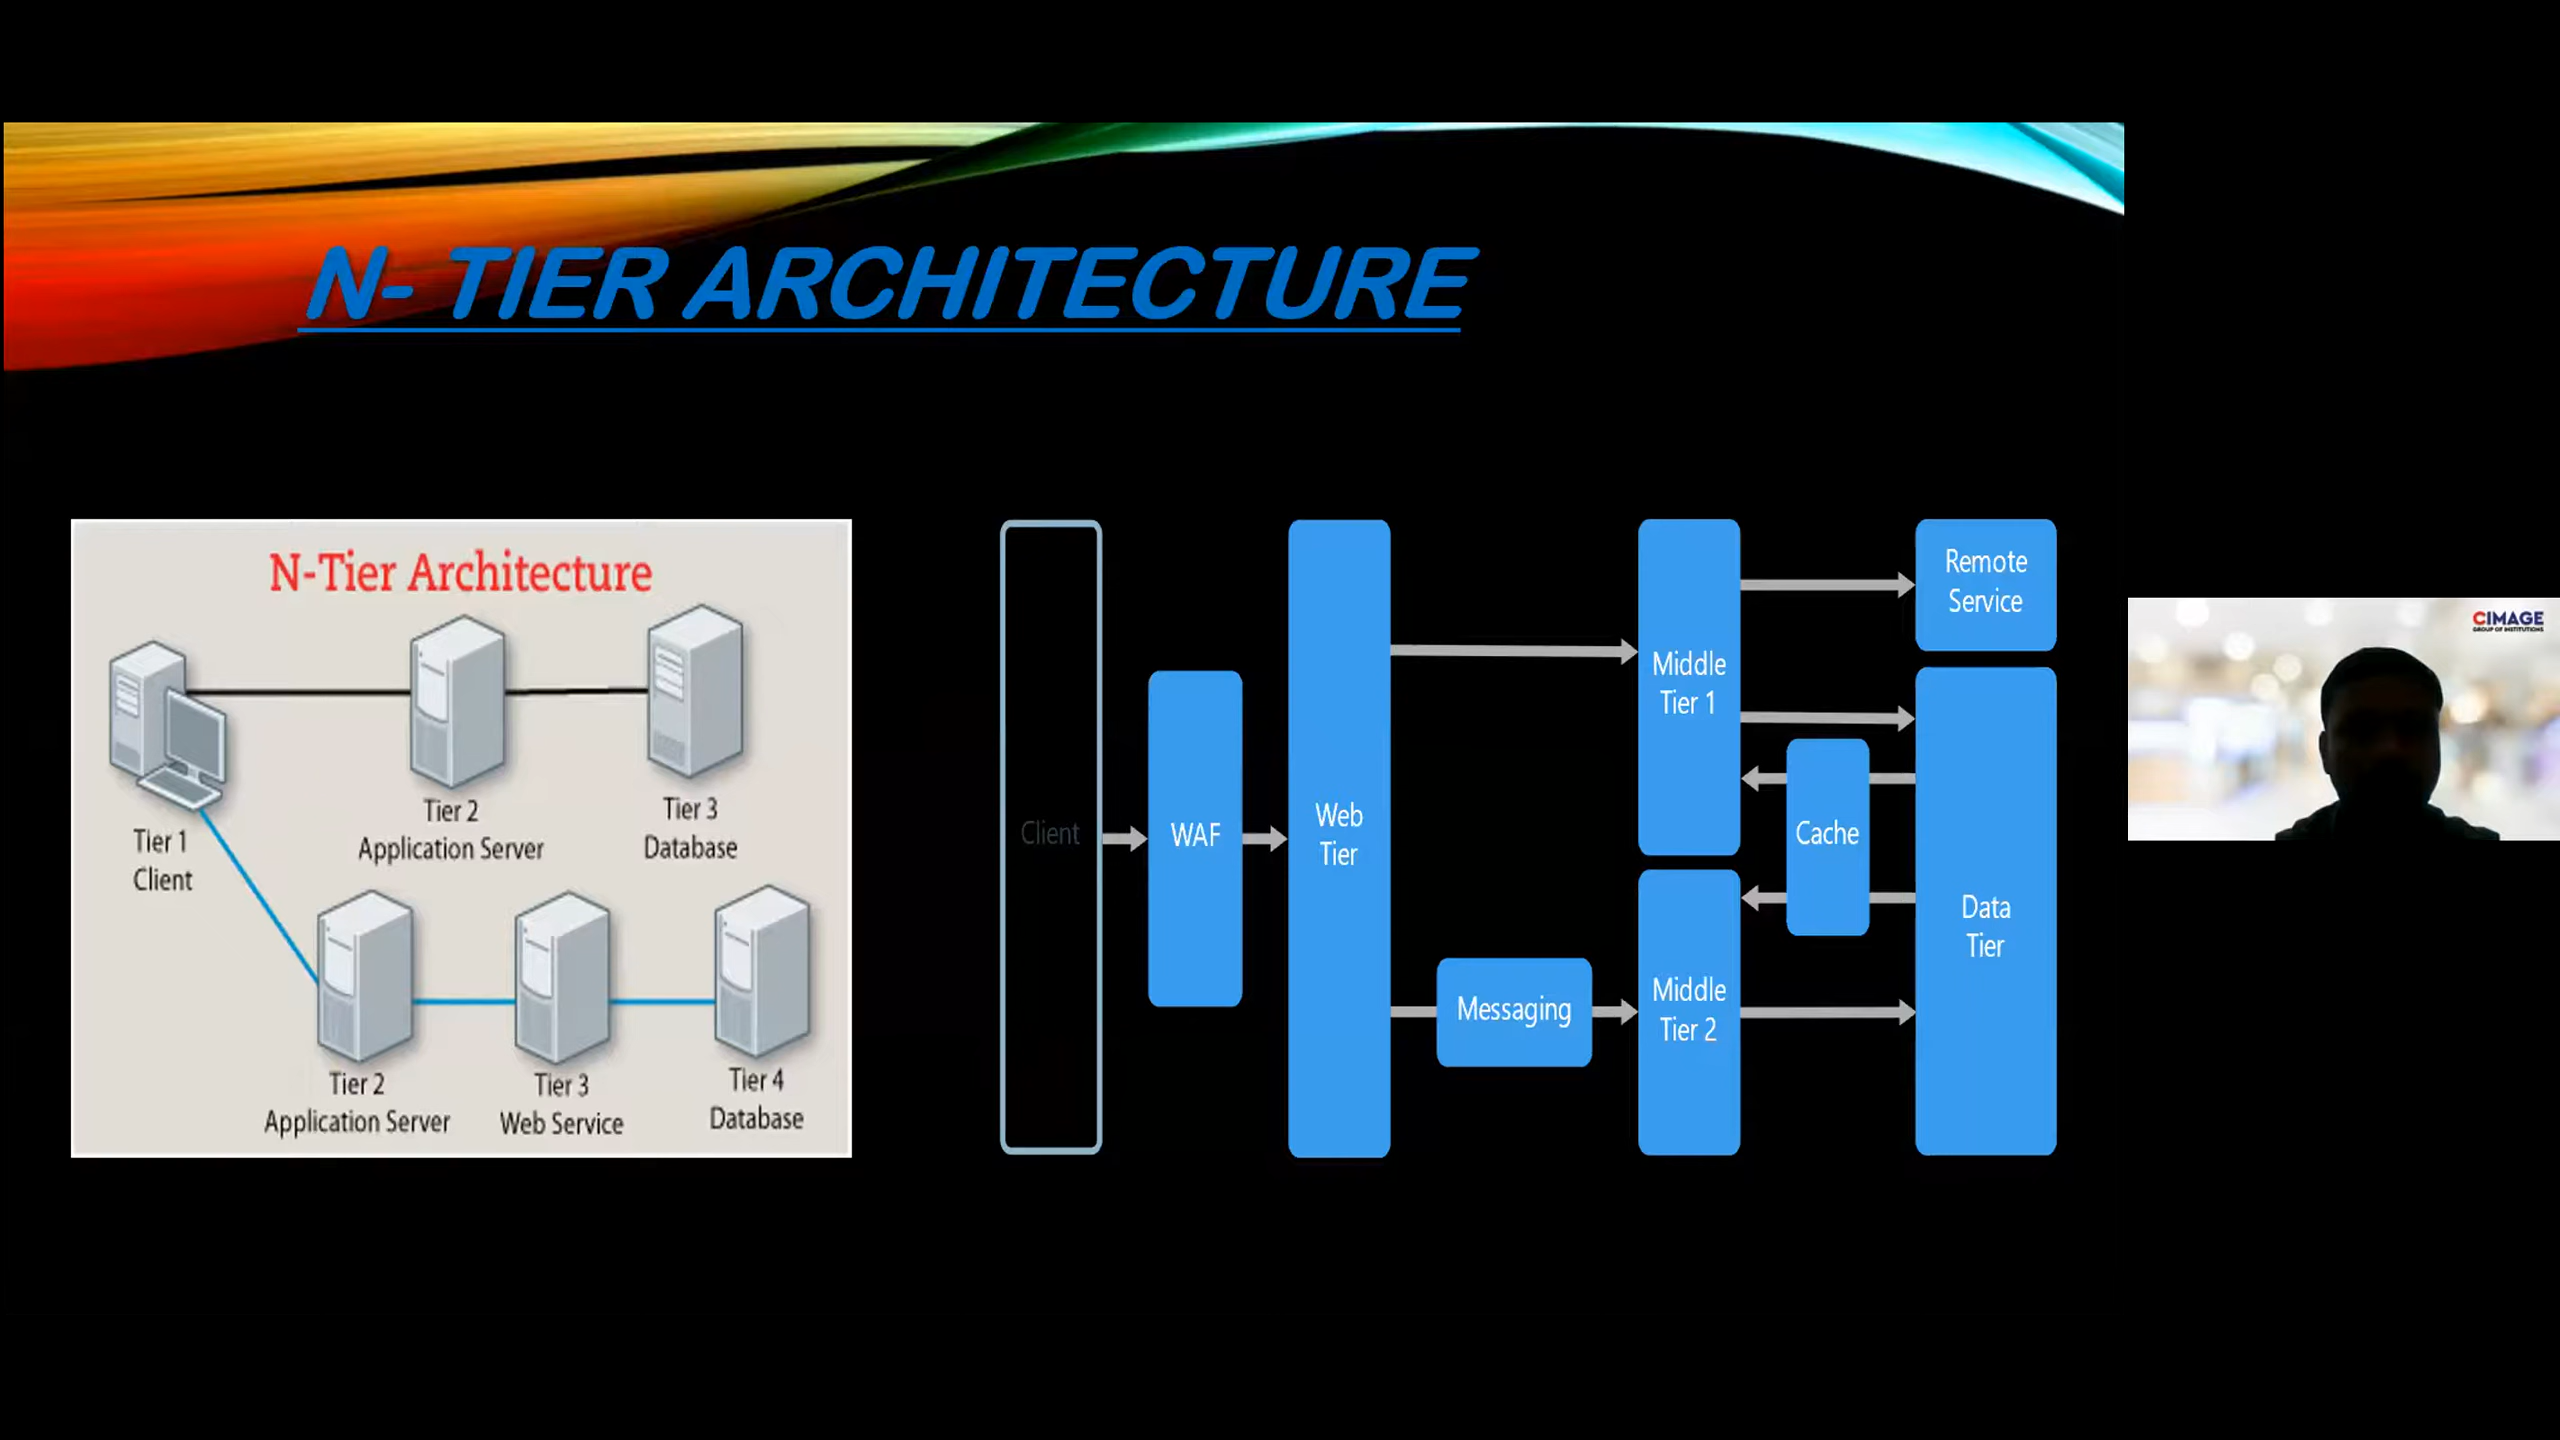 N- TIER ARCHITECTURE
N-Tier Architecture
Tier 1
Client
Tier 2
Application Server
Tier 3
Database
Tier 2
Application Server
Tier 3
Web Service
Tier 4
Database
Client
WAF
Web
Tier
Messaging
Middle
Tier 1
Middle
Tier 2
Cache
Remote
Service
Data
Tier
CIMAGE
GROUP OF INSTITUTIONS